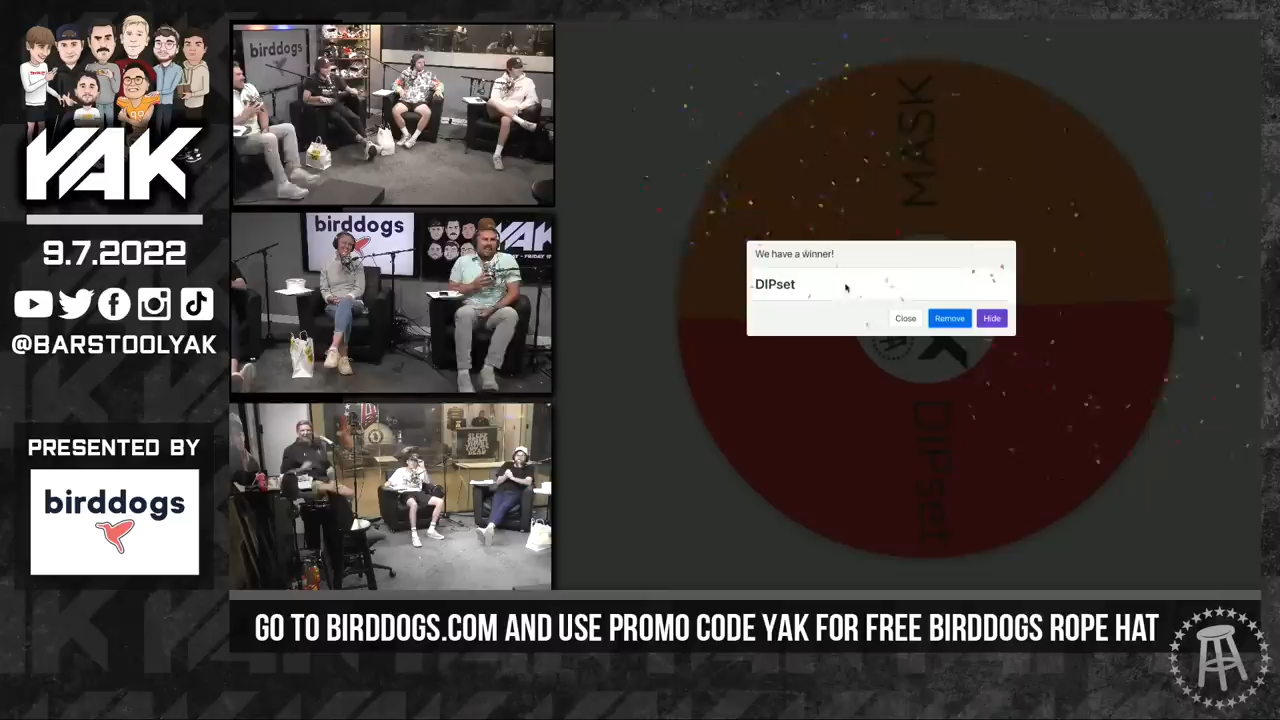 YAK
9.7.2022
@BARSTOOLYAK
PRESENTED BY
birddogs
birddogs
birddogs
YAK
MASK
DIPset
We have a winner!
DIPset
Close
Remove
Hide
GO TO BIRDDOGS.COM AND USE PROMO CODE YAK FOR FREE BIRDDOGS ROPE HAT